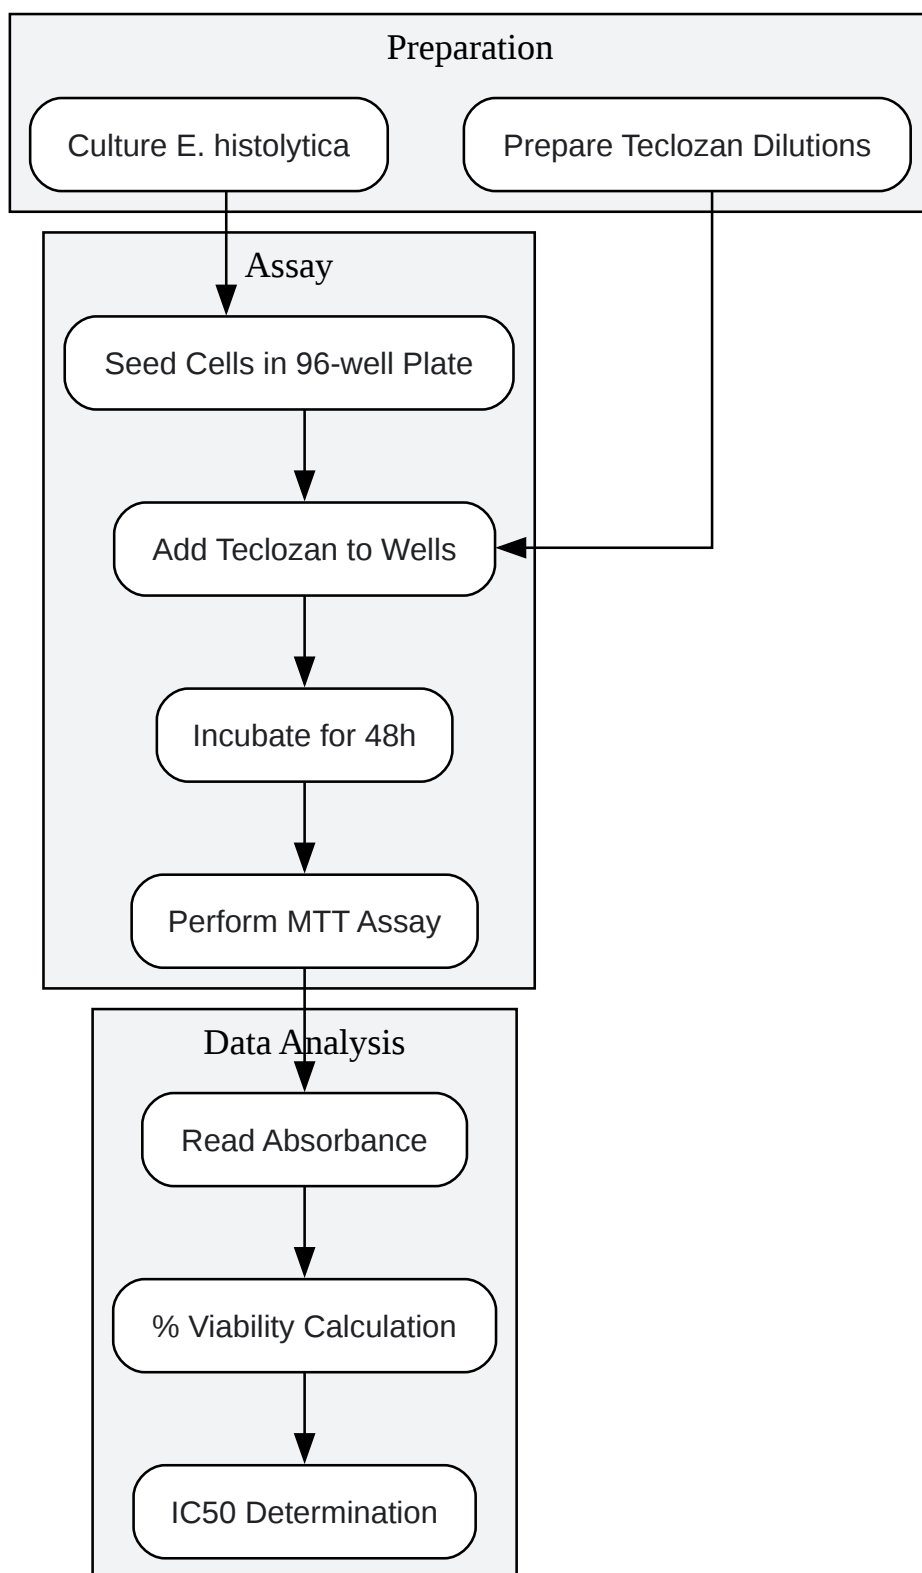 Preparation
Culture E. histolytica
Prepare Teclozan Dilutions
Assay
Seed Cells in 96-well Plate
Add Teclozan to Wells
Incubate for 48h
Perform MTT Assay
Data Analysis
Read Absorbance
% Viability Calculation
IC50 Determination